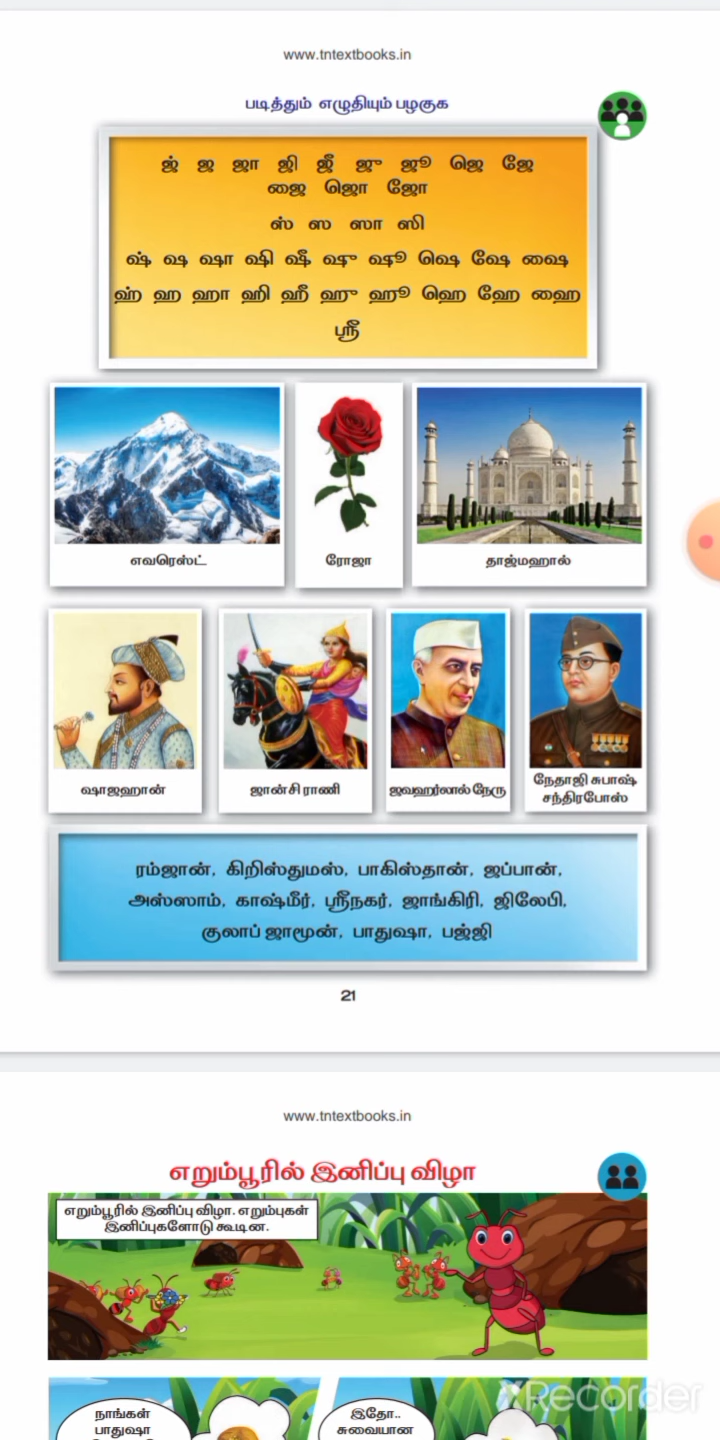 www.tntextbooks.in
படித்தும் எழுதியும் பழகுக
ஜ் ஜ ஜா ஜி ஜீ ஜு ஜூ ஜெ ஜே
ஜை ஜொ ஜோ
ஸ் ஸ ஸா ஸி
ஷ் ஷ ஷா ஷி ஷீ ஷு ஷூ ஷெ ஷே ஷை
ஹ் ஹ ஹா ஹி ஹீ ஹு ஹூ ஹெ ஹே ஹை
ஸ்ரீ
எவரெஸ்ட்
ரோஜா
தாஜ்மஹால்
ஷாஜஹான்
ஜான்சி ராணி
ஜவஹர்லால் நேரு
நேதாஜி சுபாஷ்
சந்திரபோஸ்
ரம்ஜான், கிறிஸ்துமஸ், பாகிஸ்தான், ஜப்பான்,
அஸ்ஸாம், காஷ்மீர், ஸ்ரீநகர், ஜாங்கிரி, ஜிலேபி,
குலாப் ஜாமூன், பாதுஷா, பஜ்ஜி
21
www.tntextbooks.in
எறும்பூரில் இனிப்பு விழா
எறும்பூரில் இனிப்பு விழா. எறும்புகள்
இனிப்புகளோடு கூடின.
நாங்கள்
பாதுஷா
இதோ..
சுவையான
XRecorder